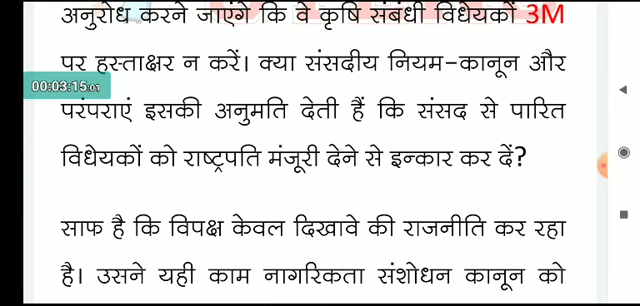 अनुरोध करने जाएंगे कि वे कृषि संबंधी विधेयकों 3M
पर हस्ताक्षर न करें। क्या संसदीय नियम-कानून और
00:03:15:01
परंपराएं इसकी अनुमति देती हैं कि संसद से पारित
विधेयकों को राष्ट्रपति मंजूरी देने से इन्कार कर दें?
साफ है कि विपक्ष केवल दिखावे की राजनीति कर रहा
है। उसने यही काम नागरिकता संशोधन कानून को